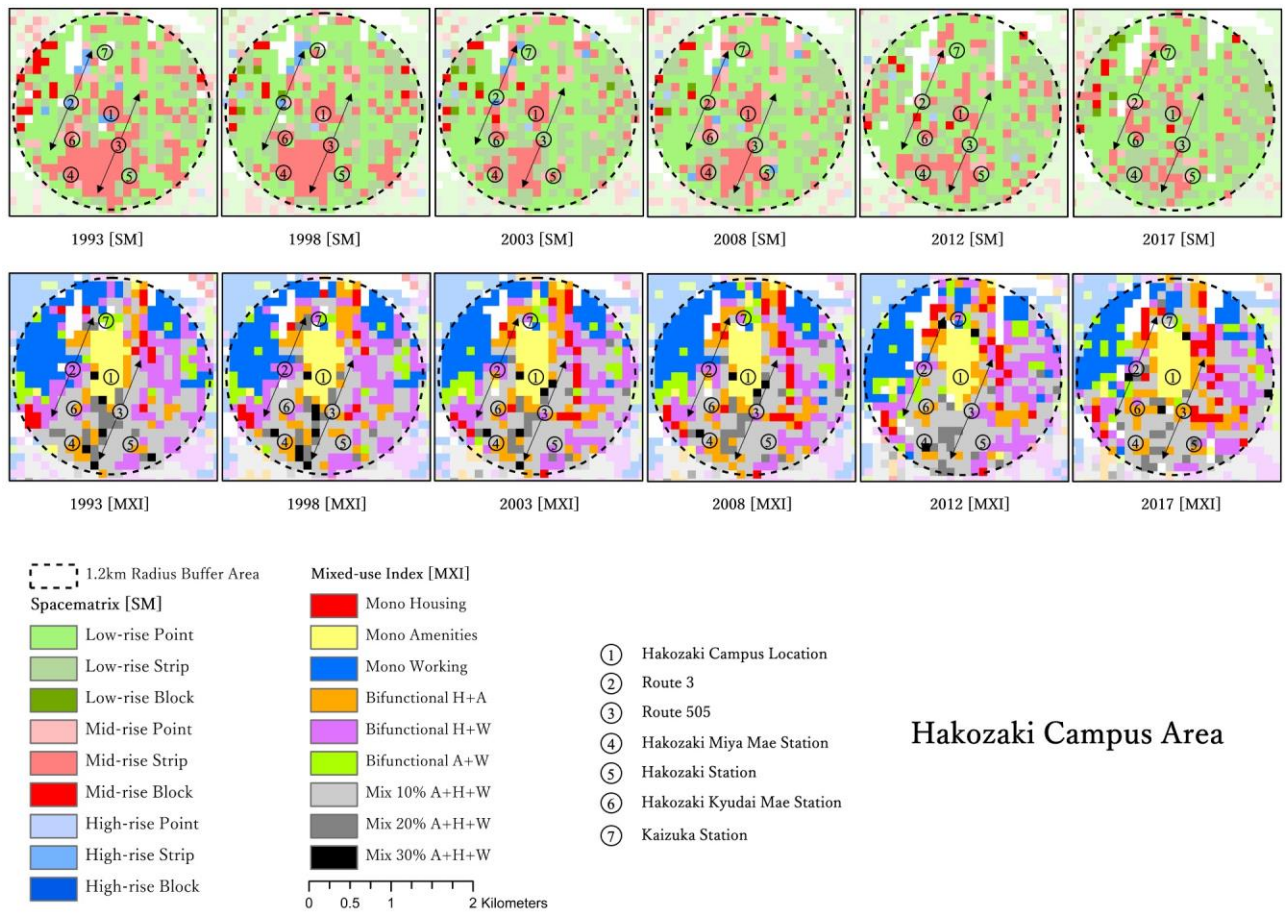 1993 [SM]
1998 [SM]
2003 [SM]
2008 [SM]
2012 [SM]
2017 [SM]
1993 [MXI]
1998 [MXI]
2003 [MXI]
2008 [MXI]
2012 [MXI]
2017 [MXI]
1.2km Radius Buffer Area
Spacematrix [SM]
Low-rise Point
Low-rise Strip
Low-rise Block
Mid-rise Point
Mid-rise Strip
Mid-rise Block
High-rise Point
High-rise Strip
High-rise Block
Mixed-use Index [MXI]
Mono Housing
Mono Amenities
Mono Working
Bifunctional H+A
Bifunctional H+W
Bifunctional A+W
Mix 10% A+H+W
Mix 20% A+H+W
Mix 30% A+H+W
0 0.5 1 2 Kilometers
① Hakozaki Campus Location
② Route 3
③ Route 505
④ Hakozaki Miya Mae Station
⑤ Hakozaki Station
⑥ Hakozaki Kyudai Mae Station
⑦ Kaizuka Station
Hakozaki Campus Area